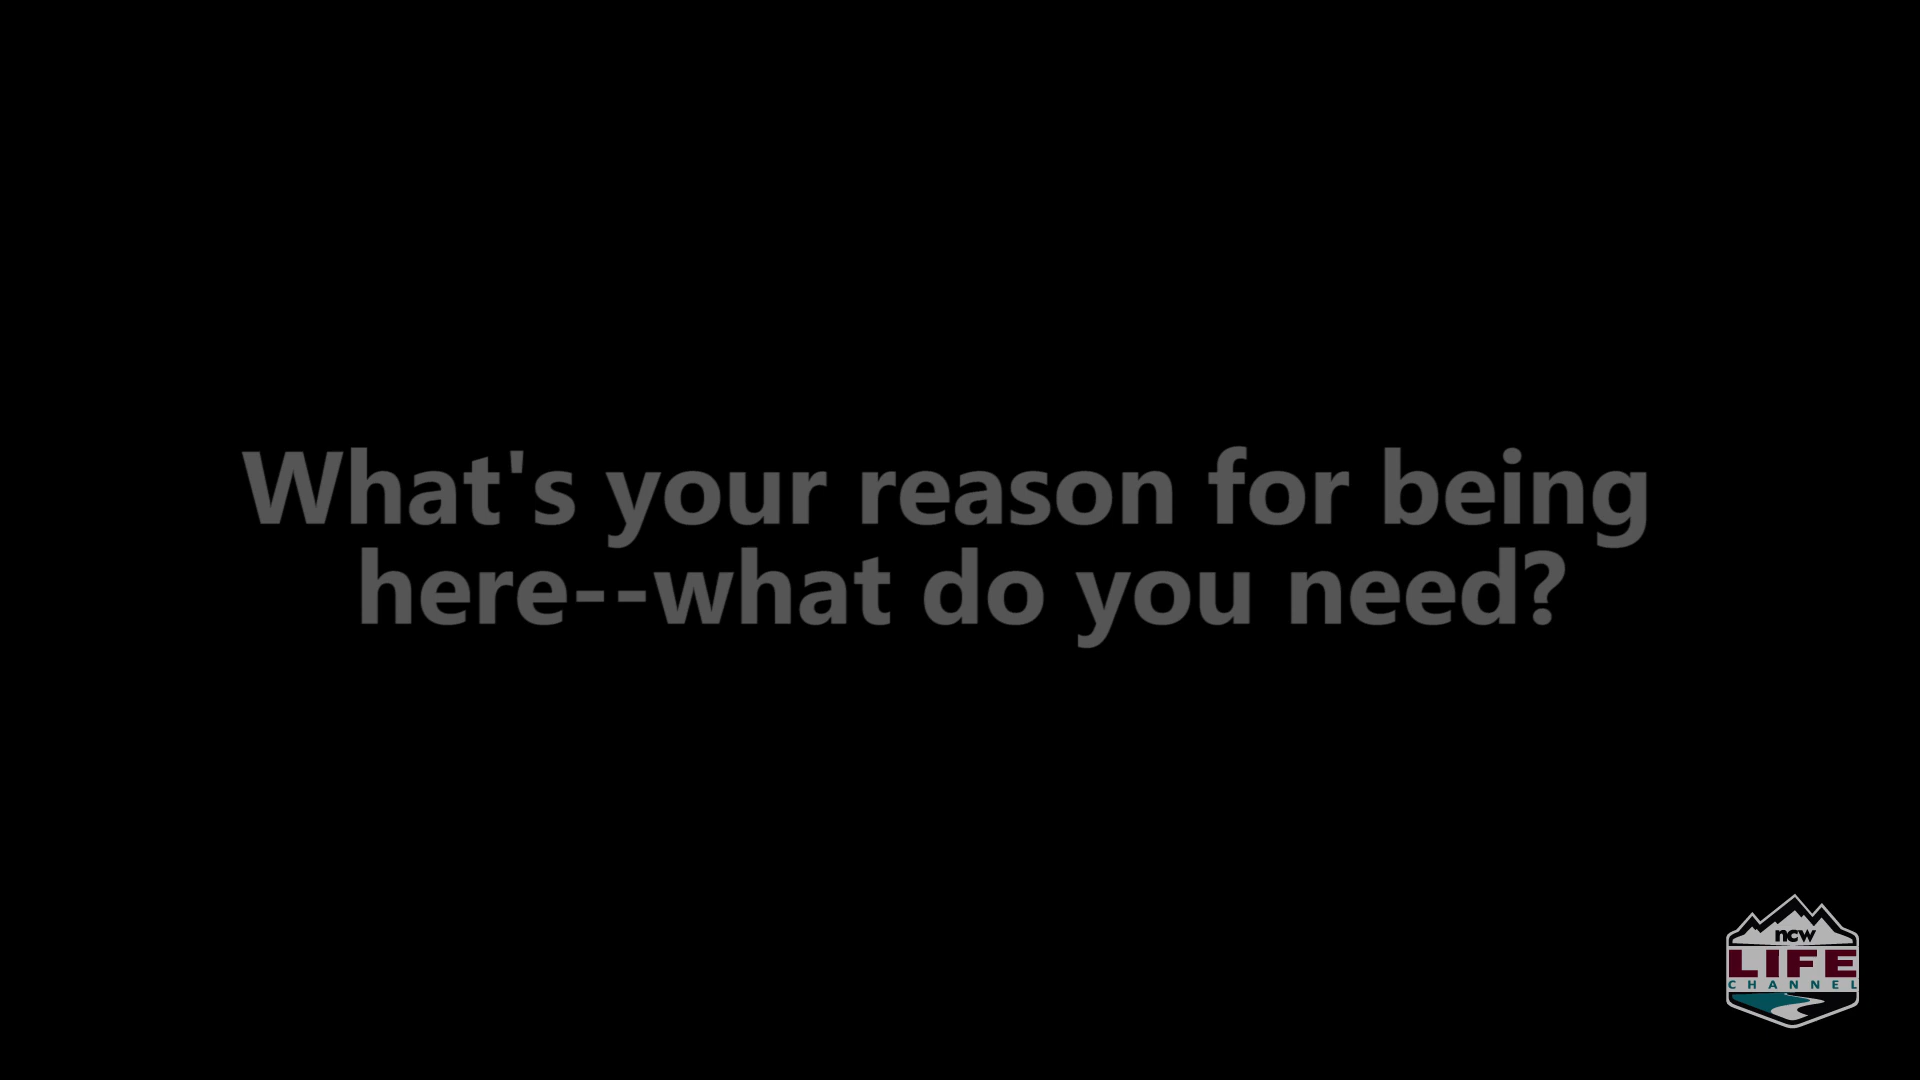 What's your reason for being
here--what do you need?
ncw
LIFE
CHANNEL